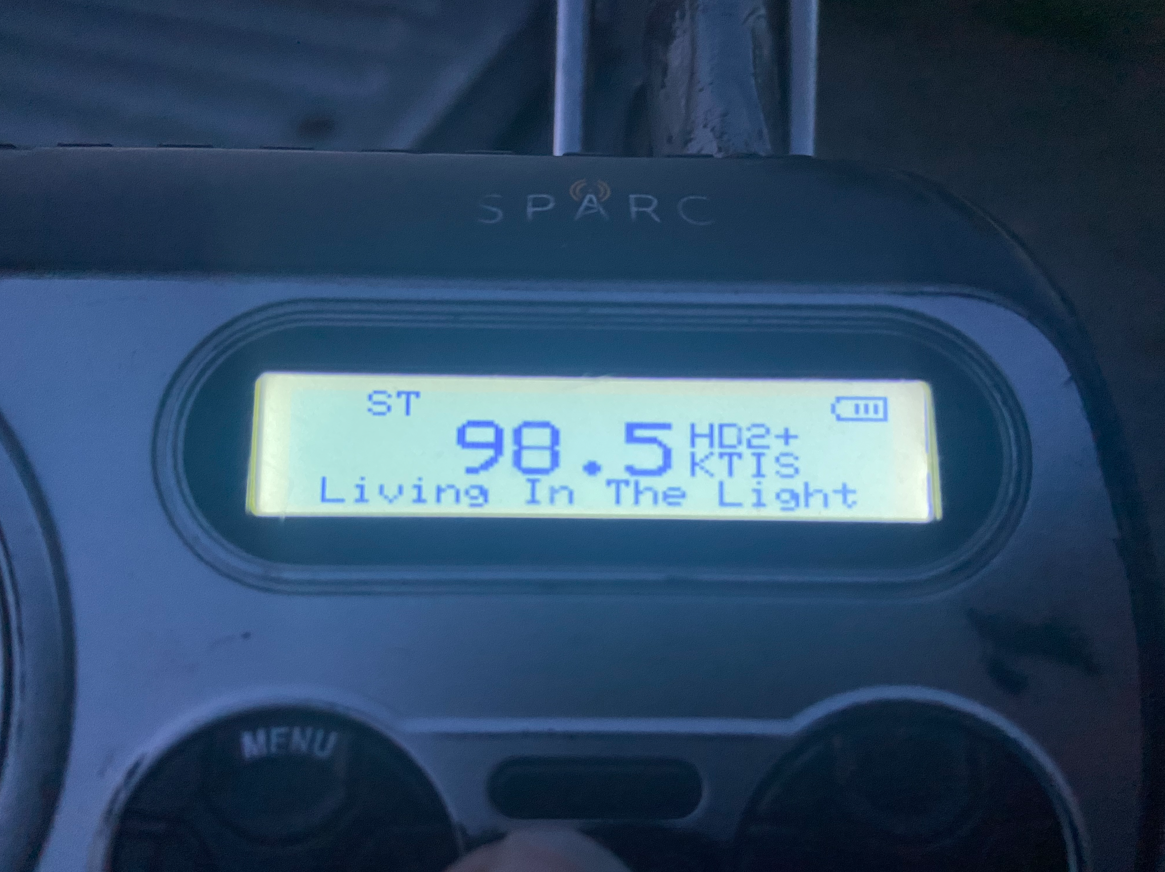 SPARC
ST
98.5 HD2+
KTIS
Living In The Light
MENU